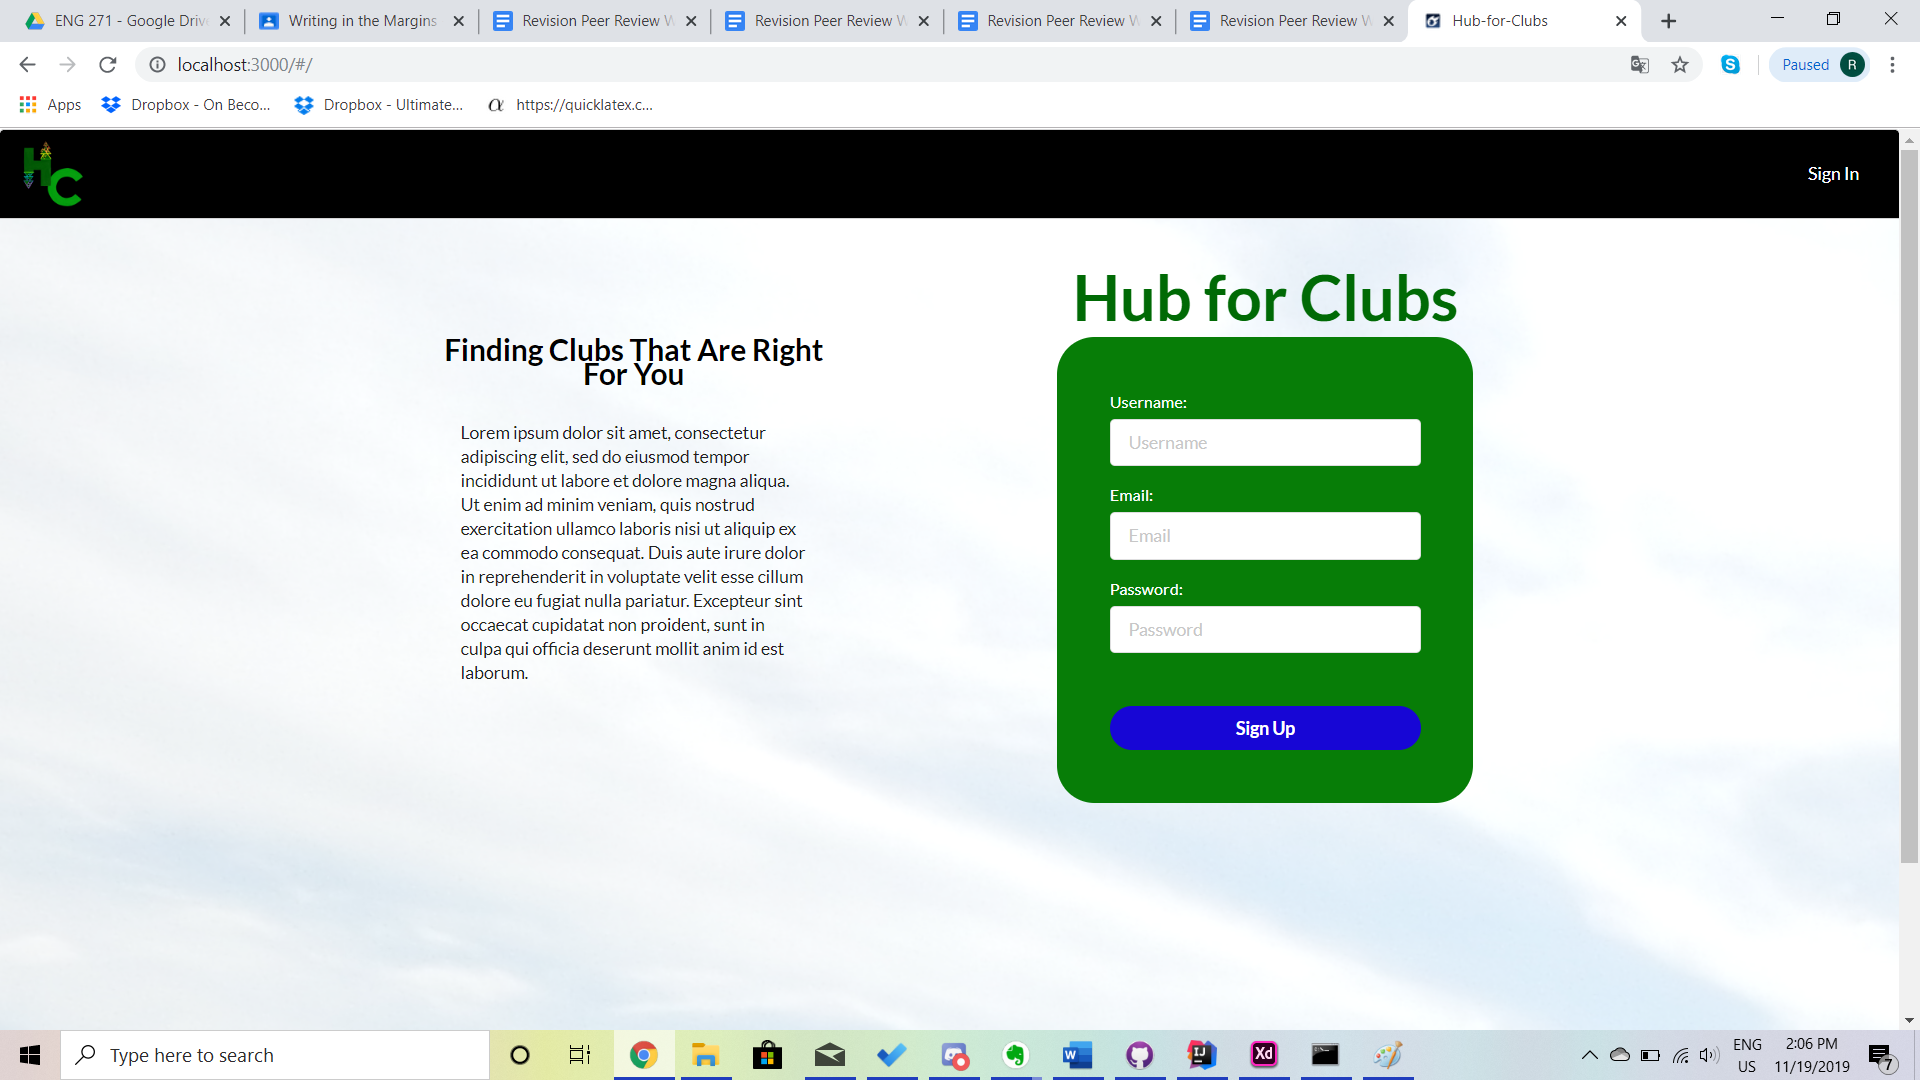 ENG 271 - Google Driv
Writing in the Margins
Revision Peer Review W
Revision Peer Review W
Revision Peer Review W
Revision Peer Review W
Hub-for-Clubs
localhost:3000/#/
Paused R
Apps
Dropbox - On Beco...
Dropbox - Ultimate...
https://quicklatex.c...
HC
Sign In
Hub for Clubs
Finding Clubs That Are Right
For You
Lorem ipsum dolor sit amet, consectetur
adipiscing elit, sed do eiusmod tempor
incididunt ut labore et dolore magna aliqua.
Ut enim ad minim veniam, quis nostrud
exercitation ullamco laboris nisi ut aliquip ex
ea commodo consequat. Duis aute irure dolor
in reprehenderit in voluptate velit esse cillum
dolore eu fugiat nulla pariatur. Excepteur sint
occaecat cupidatat non proident, sunt in
culpa qui officia deserunt mollit anim id est
laborum.
Username:
Username
Email:
Email
Password:
Password
Sign Up
Type here to search
W
IJ
Xd
ENG
US
2:06 PM
11/19/2019
7